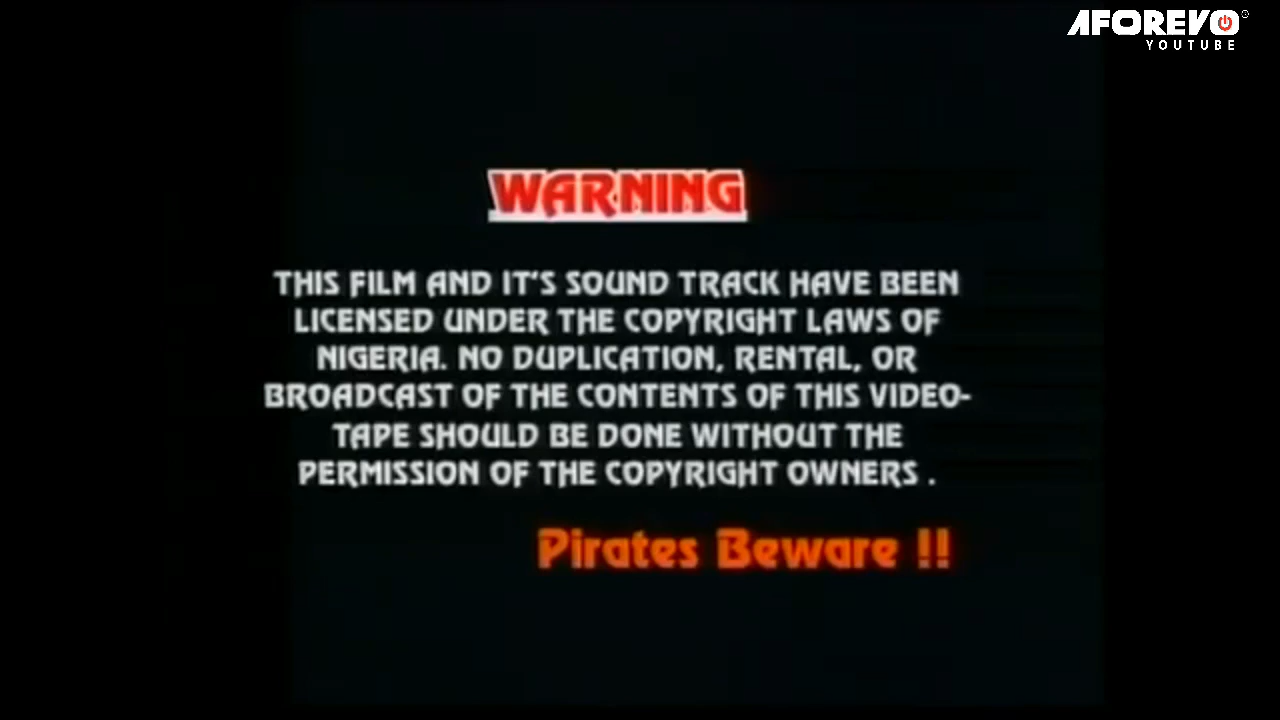 AFOREVO
YOUTUBE
WARNING
THIS FILM AND IT'S SOUND TRACK HAVE BEEN
LICENSED UNDER THE COPYRIGHT LAWS OF
NIGERIA. NO DUPLICATION, RENTAL, OR
BROADCAST OF THE CONTENTS OF THIS VIDEO-
TAPE SHOULD BE DONE WITHOUT THE
PERMISSION OF THE COPYRIGHT OWNERS .
Pirates Beware !!